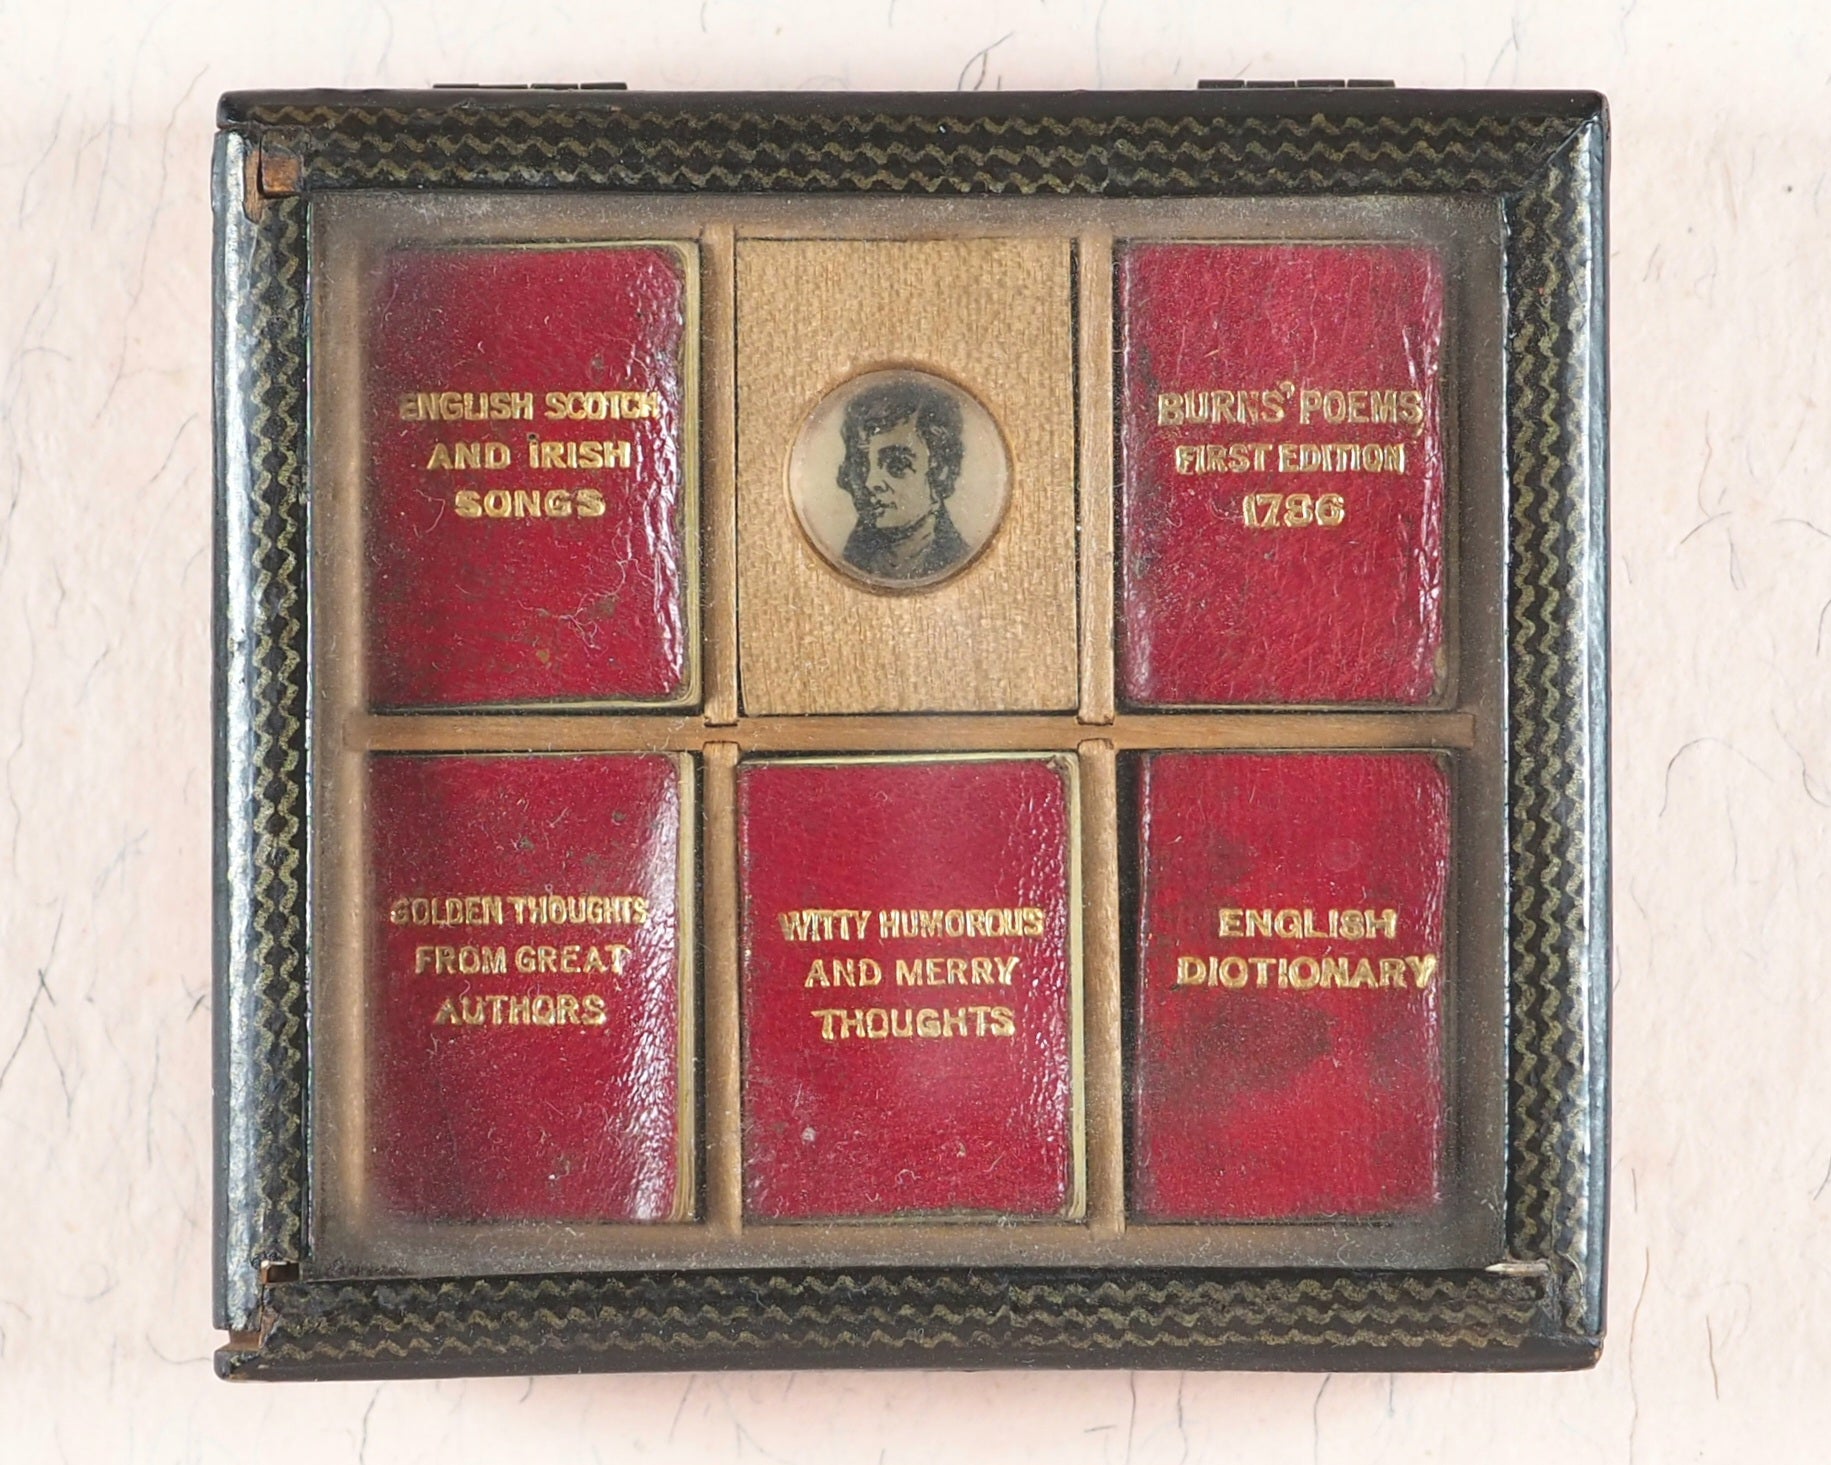 ENGLISH SCOTCH
AND IRISH
SONGS
BURNS' POEMS
FIRST EDITION
1786
GOLDEN THOUGHTS
FROM GREAT
AUTHORS
WITTY HUMOROUS
AND MERRY
THOUGHTS
ENGLISH
DICTIONARY